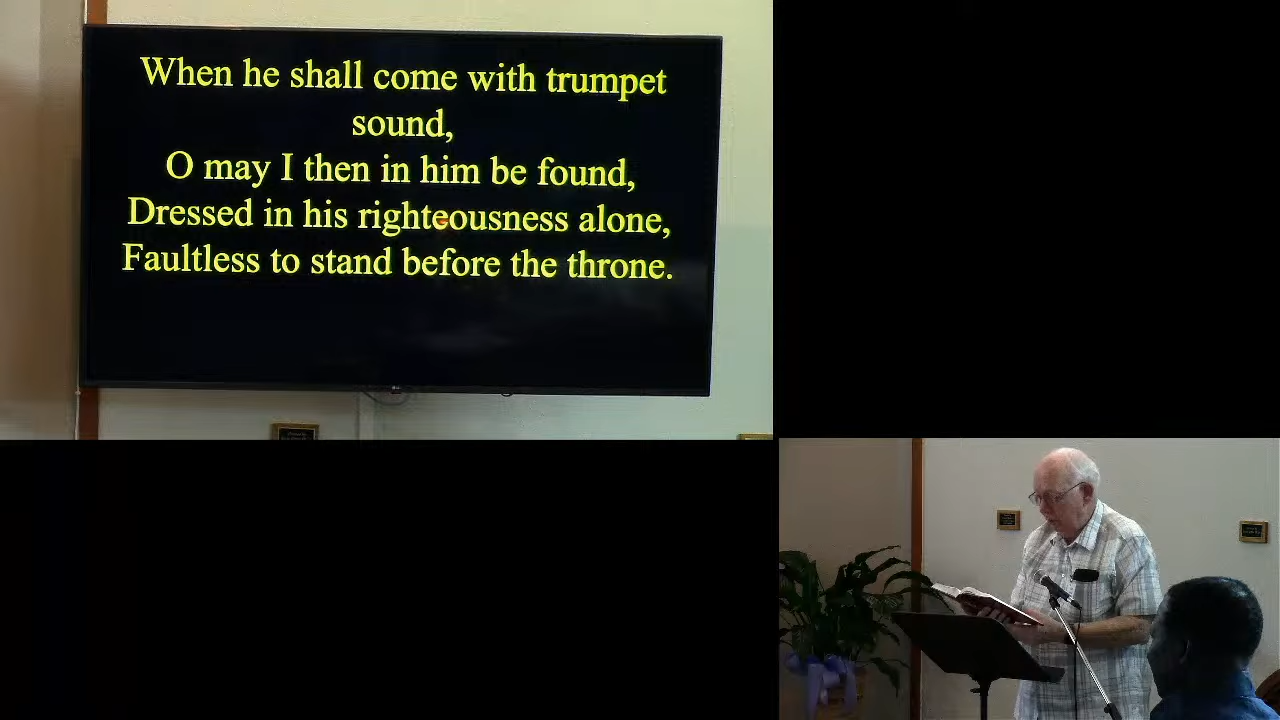 When he shall come with trumpet
sound,
O may I then in him be found,
Dressed in his righteousness alone,
Faultless to stand before the throne.